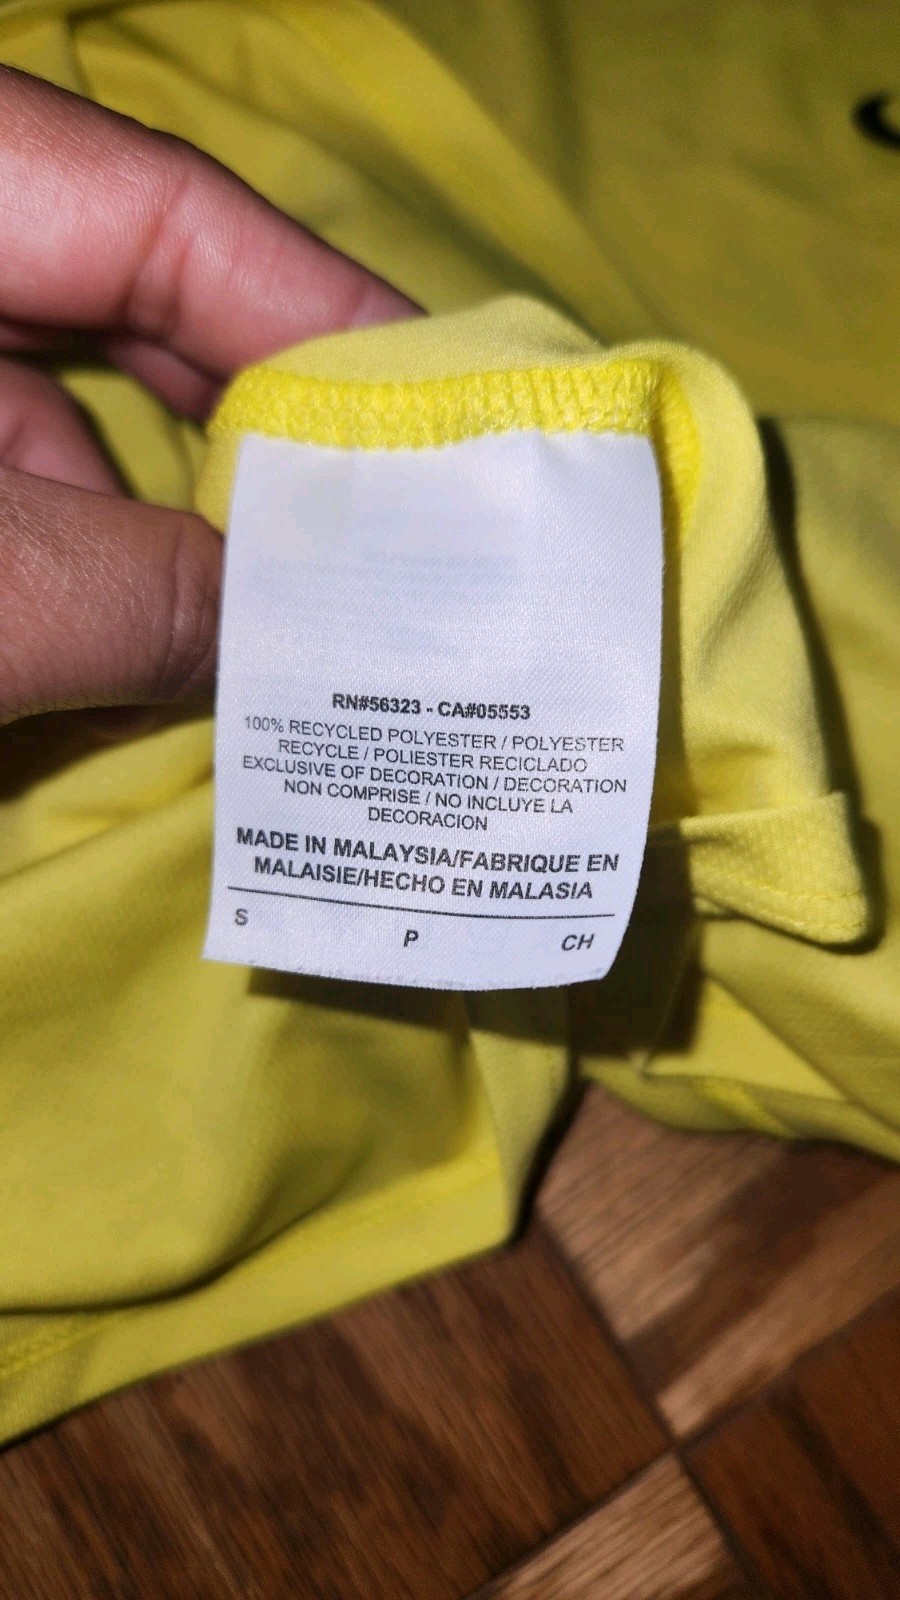 RN#56323 - CA#05553
100% RECYCLED POLYESTER / POLYESTER
RECYCLE / POLIESTER RECICLADO
EXCLUSIVE OF DECORATION / DECORATION
NON COMPRISE / NO INCLUYE LA
DECORACION
MADE IN MALAYSIA/FABRIQUE EN
MALAISIE/HECHO EN MALASIA
S P CH